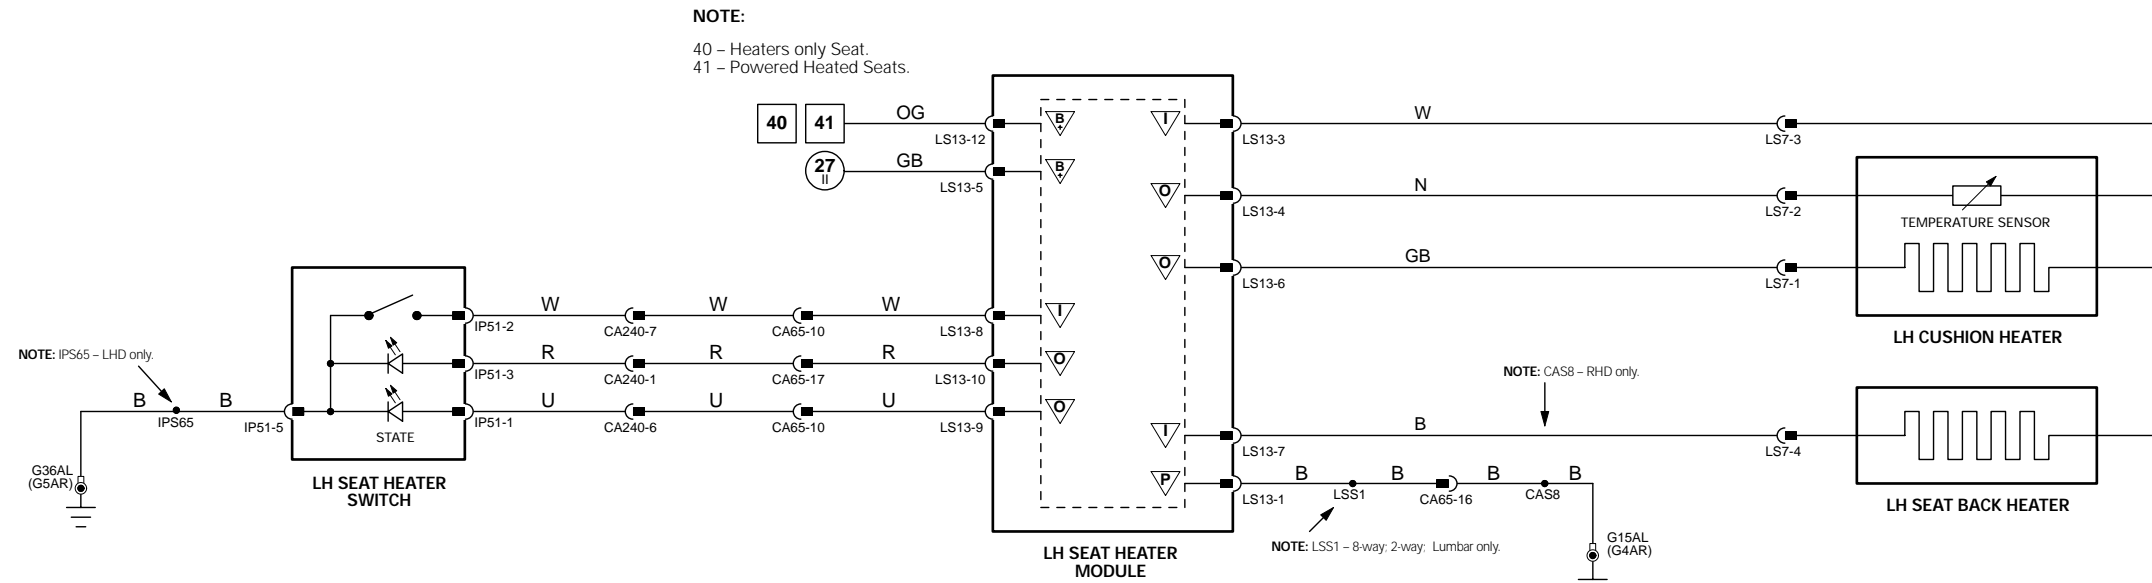 NOTE:
40 – Heaters only Seat.
41 – Powered Heated Seats.
40 41 OG LS13-12 B+ I LS13-3 W LS7-3
27 II GB LS13-5 B+
O LS13-4 N LS7-2
TEMPERATURE SENSOR
O LS13-6 GB LS7-1
LH CUSHION HEATER
IP51-2 W CA240-7 W CA65-10 W LS13-8 I
NOTE: IPS65 – LHD only.
IP51-3 R CA240-1 R CA65-17 R LS13-10 O
NOTE: CAS8 – RHD only.
B IPS65 B IP51-5 STATE IP51-1 U CA240-6 U CA65-10 U LS13-9 O
I LS13-7 B LS7-4
G36AL
(G5AR)
LH SEAT HEATER
SWITCH
P LS13-1 B LSS1 B CA65-16 B CAS8 B
LH SEAT BACK HEATER
NOTE: LSS1 – 8-way; 2-way; Lumbar only.
G15AL
(G4AR)
LH SEAT HEATER
MODULE